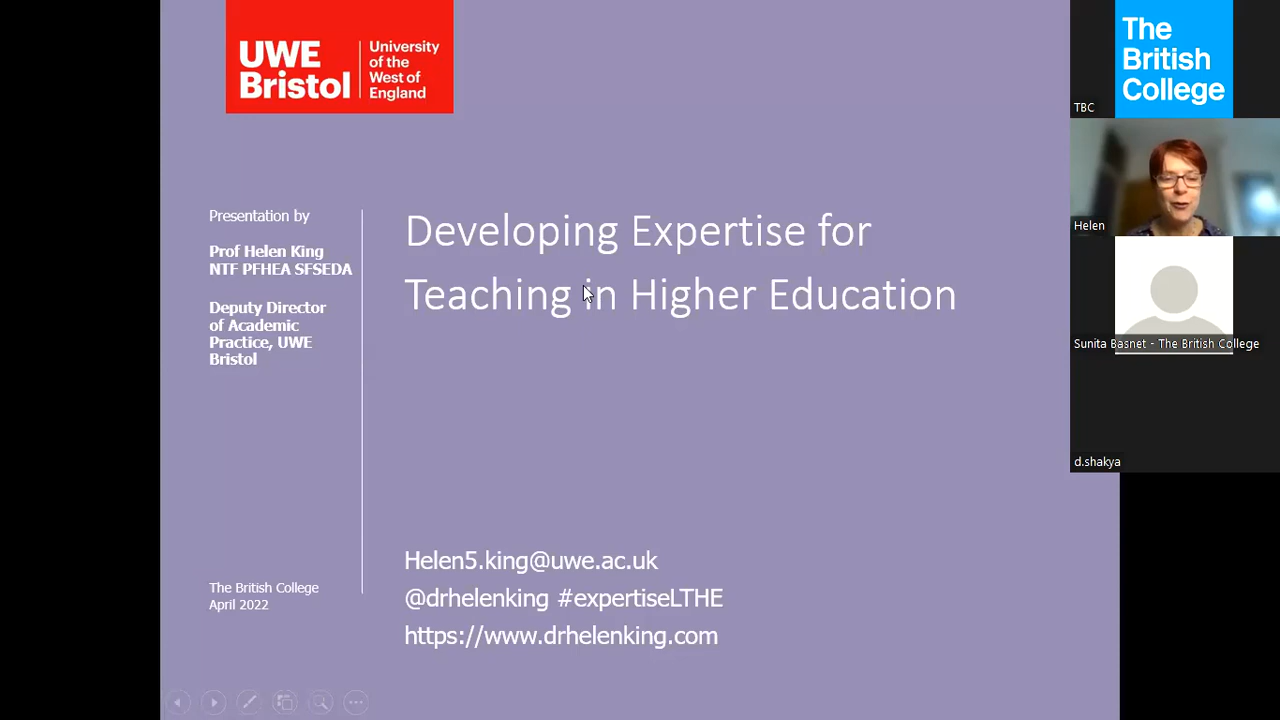 UWE
Bristol
University
of the
West of
England
Presentation by
Prof Helen King
NTF PFHEA SFSEDA
Deputy Director
of Academic
Practice, UWE
Bristol
The British College
April 2022
Developing Expertise for
Teaching in Higher Education
Helen5.king@uwe.ac.uk
@drhelenking #expertiseLTHE
https://www.drhelenking.com
The
British
College
TBC
Helen
Sunita Basnet - The British College
d.shakya